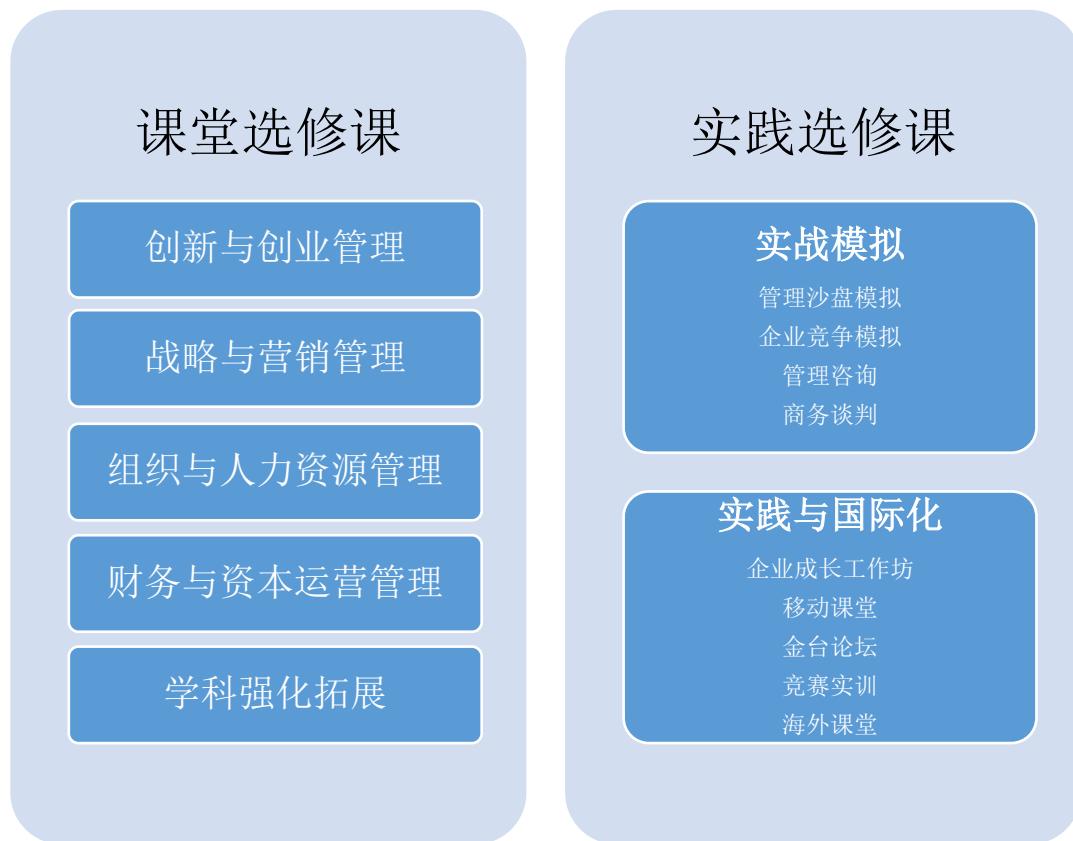 课堂选修课
创新与创业管理
战略与营销管理
组织与人力资源管理
财务与资本运营管理
学科强化拓展
实践选修课
实战模拟
管理沙盘模拟
企业竞争模拟
管理咨询
商务谈判
实践与国际化
企业成长工作坊
移动课堂
金台论坛
竞赛实训
海外课堂